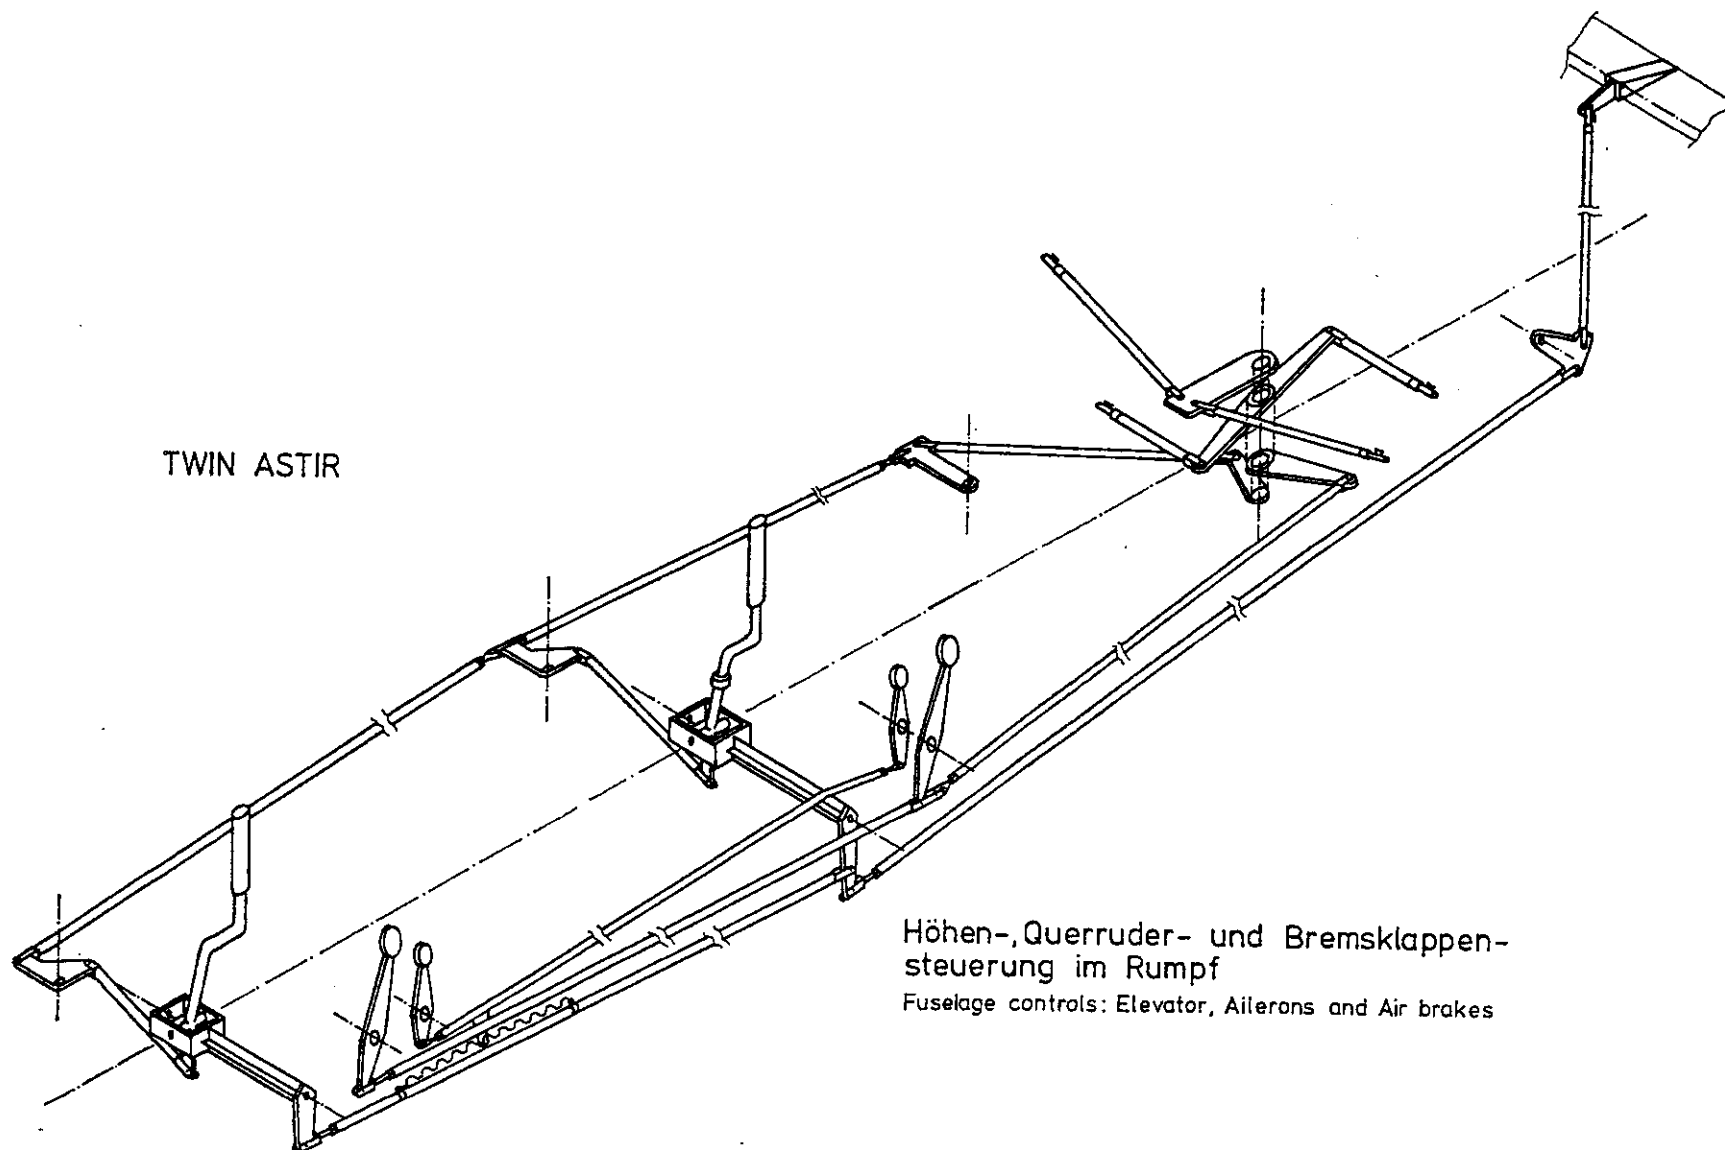 TWIN ASTIR
Höhen-, Querruder- und Bremsklappen-
steuerung im Rumpf
Fuselage controls: Elevator, Ailerons and Air brakes